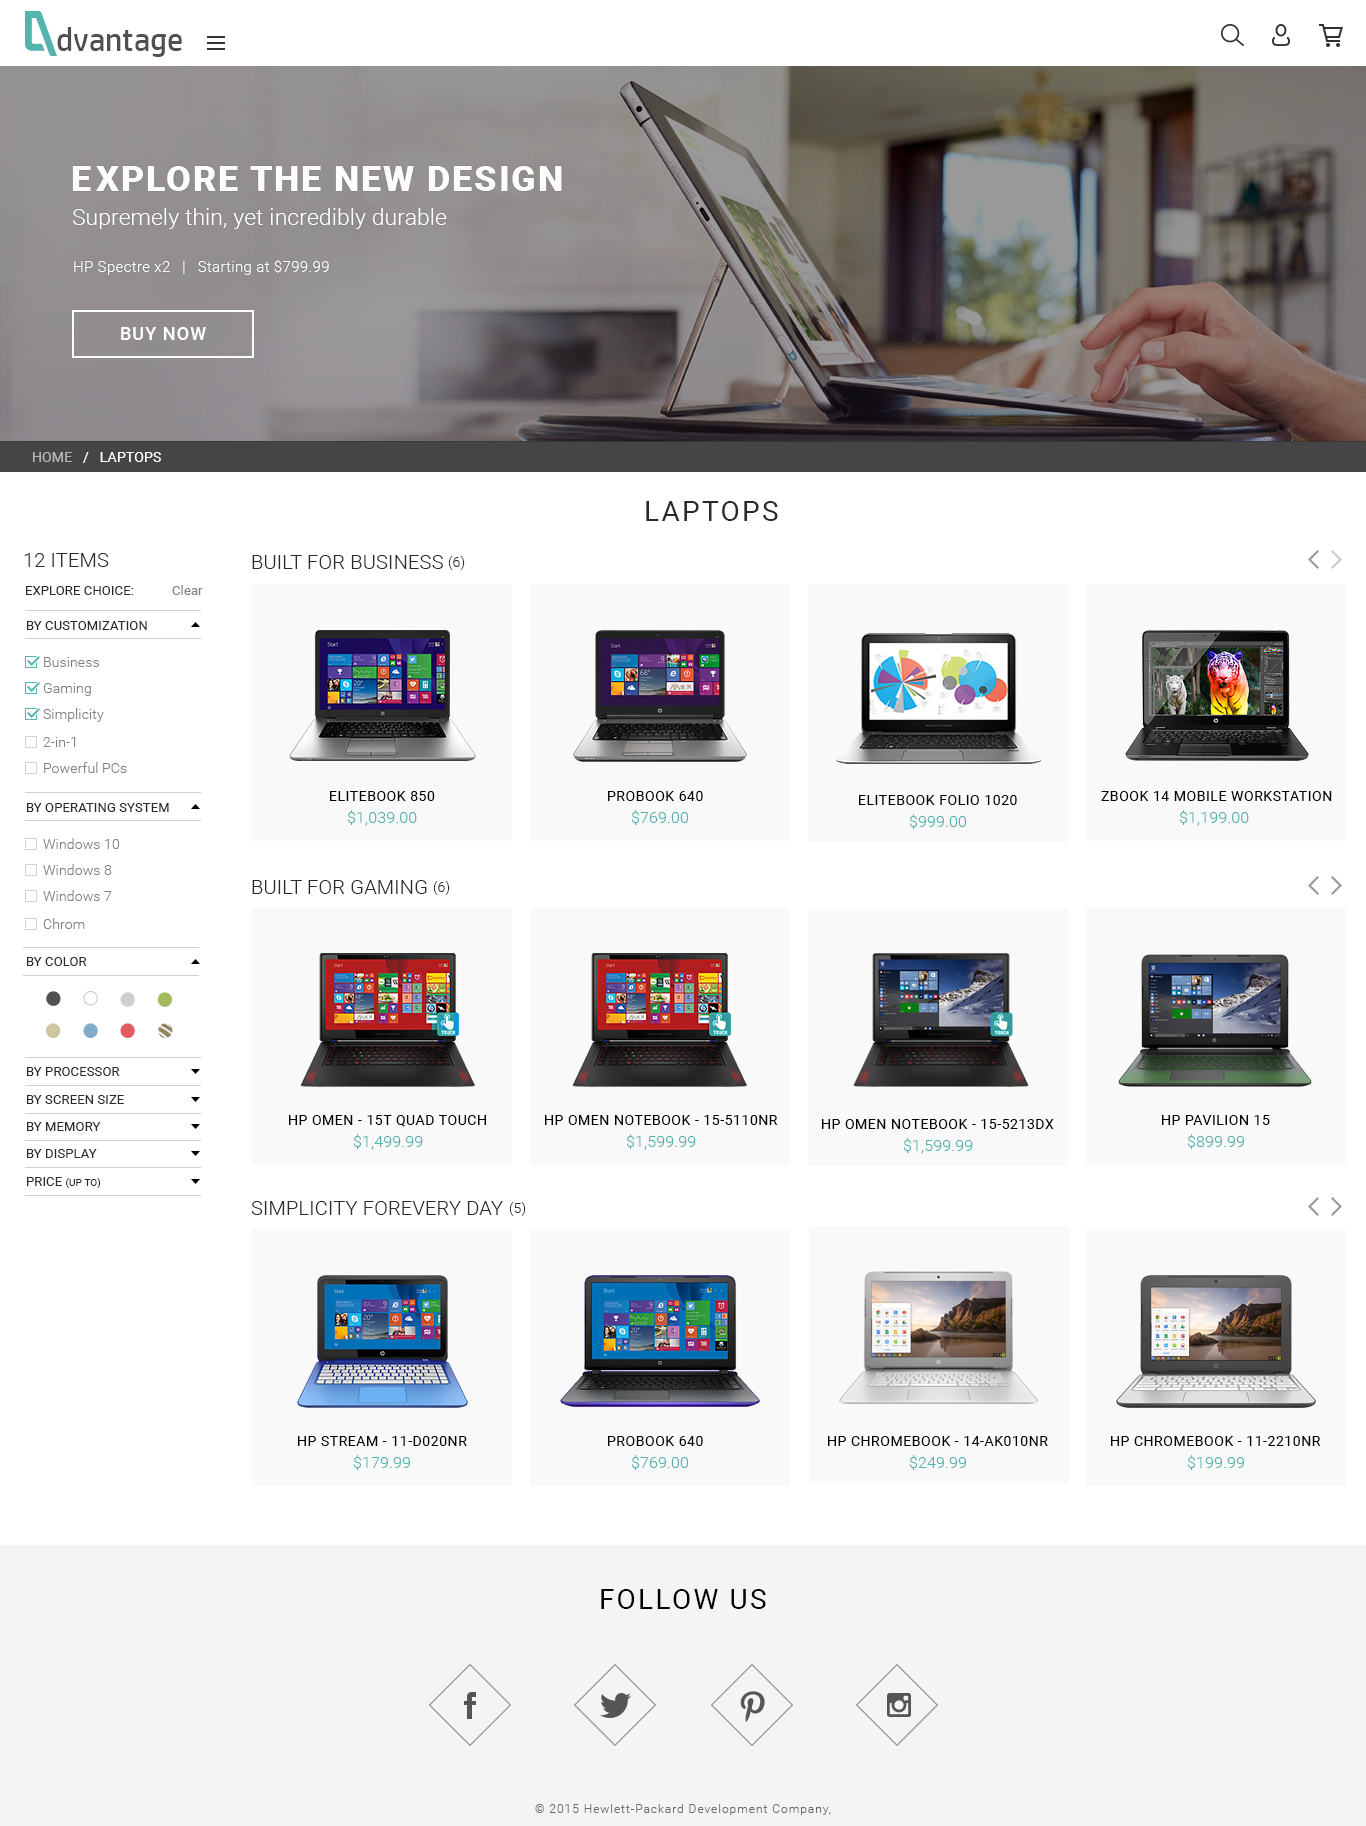 dvantage
EXPLORE THE NEW DESIGN
Supremely thin, yet incredibly durable
HP Spectre x2 | Starting at $799.99
BUY NOW
HOME / LAPTOPS
LAPTOPS
12 ITEMS
EXPLORE CHOICE: Clear
BY CUSTOMIZATION
Business
Gaming
Simplicity
2-in-1
Powerful PCs
BY OPERATING SYSTEM
Windows 10
Windows 8
Windows 7
Chrom
BY COLOR
BY PROCESSOR
BY SCREEN SIZE
BY MEMORY
BY DISPLAY
PRICE (UP TO)
BUILT FOR BUSINESS (6)
ELITEBOOK 850
$1,039.00
PROBOOK 640
$769.00
ELITEBOOK FOLIO 1020
$999.00
ZBOOK 14 MOBILE WORKSTATION
$1,199.00
BUILT FOR GAMING (6)
TOUCH
HP OMEN - 15T QUAD TOUCH
$1,499.99
TOUCH
HP OMEN NOTEBOOK - 15-5110NR
$1,599.99
TOUCH
HP OMEN NOTEBOOK - 15-5213DX
$1,599.99
HP PAVILION 15
$899.99
SIMPLICITY FOREVERY DAY (5)
HP STREAM - 11-D020NR
$179.99
PROBOOK 640
$769.00
HP CHROMEBOOK - 14-AK010NR
$249.99
HP CHROMEBOOK - 11-2210NR
$199.99
FOLLOW US
© 2015 Hewlett-Packard Development Company,